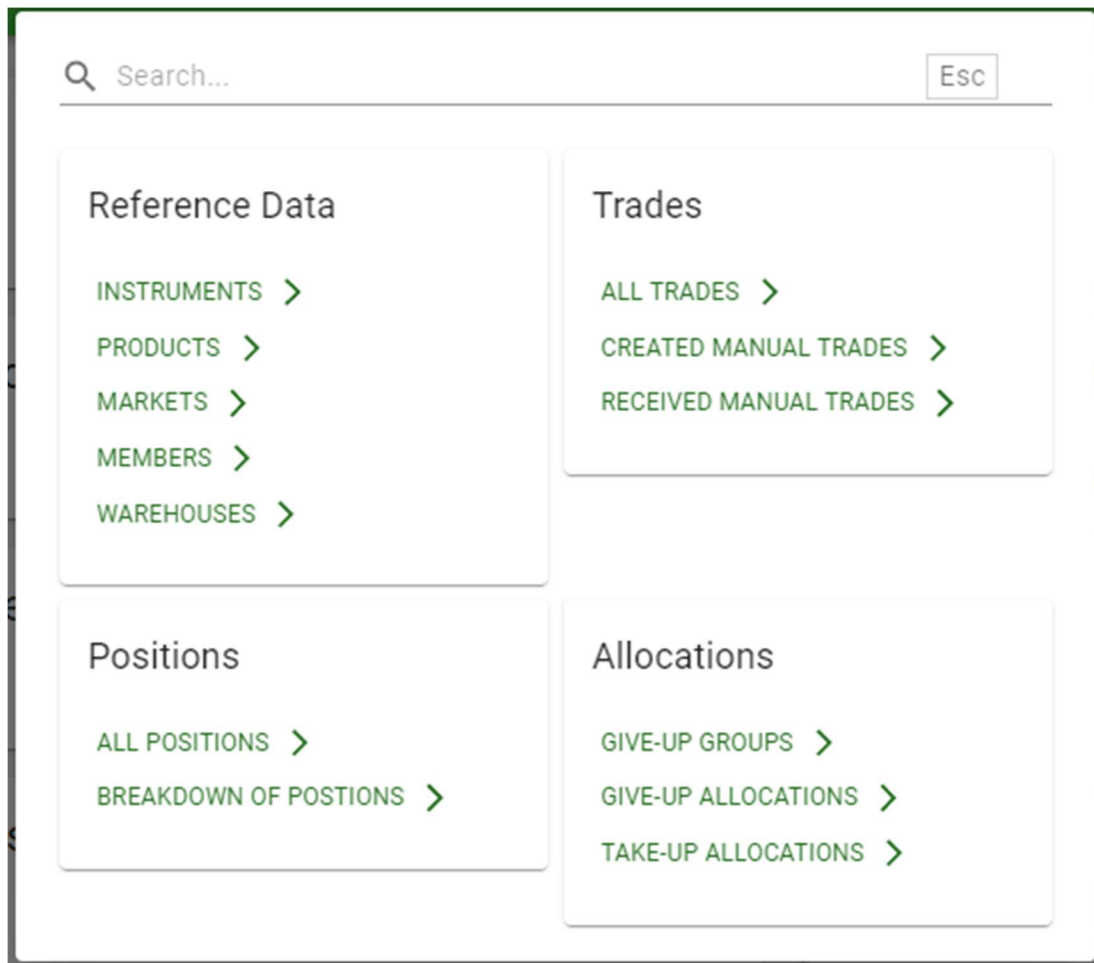 Search...
Esc
Reference Data
INSTRUMENTS
PRODUCTS
MARKETS
MEMBERS
WAREHOUSES
Trades
ALL TRADES
CREATED MANUAL TRADES
RECEIVED MANUAL TRADES
Positions
ALL POSITIONS
BREAKDOWN OF POSTIONS
Allocations
GIVE-UP GROUPS
GIVE-UP ALLOCATIONS
TAKE-UP ALLOCATIONS